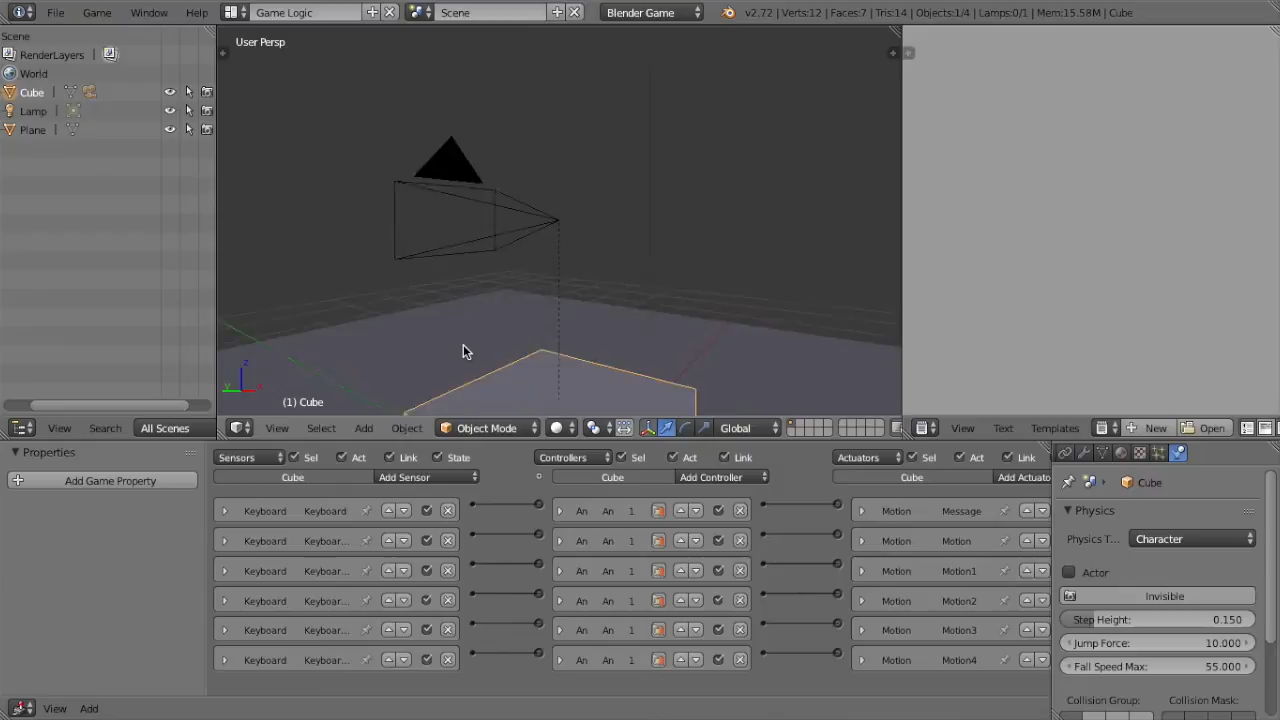 File Game Window Help Game Logic Scene Blender Game v2.72 | Verts:12 | Faces:7 | Tris:14 | Objects:1/4 | Lamps:0/1 | Mem:15.58M | Cube
Scene
RenderLayers |
World
Cube |
Lamp |
Plane |
User Persp
z
y x
(1) Cube
View Search All Scenes
View Select Add Object Object Mode Global
View Text Templates New Open
Properties
Add Game Property
Sensors Sel Act Link State Controllers Sel Act Link Actuators Sel Act Link
Cube Add Sensor Cube Add Controller Cube Add Actuato
Keyboard Keyboard An An 1 Motion Message
Keyboard Keyboar... An An 1 Motion Motion
Keyboard Keyboar... An An 1 Motion Motion1
Keyboard Keyboar... An An 1 Motion Motion2
Keyboard Keyboar... An An 1 Motion Motion3
Keyboard Keyboar... An An 1 Motion Motion4
View Add
Cube
Physics
Physics T... Character
Actor
Invisible
Step Height: 0.150
Jump Force: 10.000
Fall Speed Max: 55.000
Collision Group: Collision Mask: